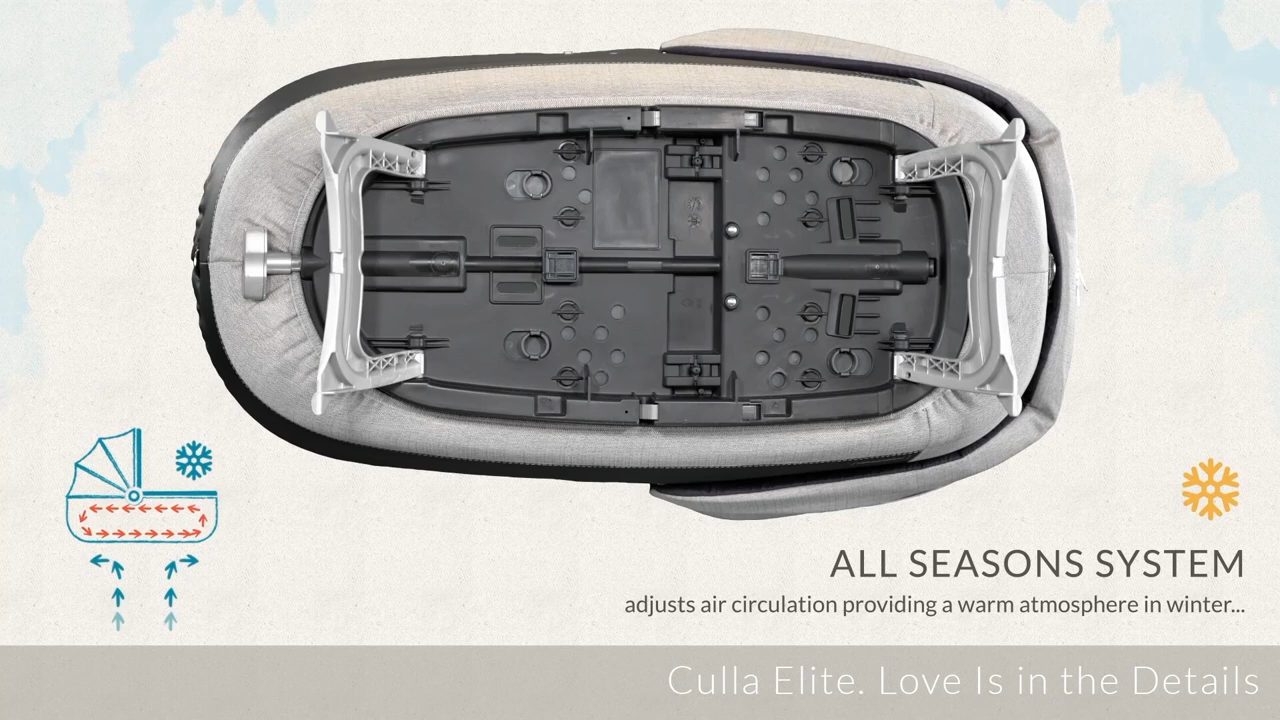 ALL SEASONS SYSTEM
adjusts air circulation providing a warm atmosphere in winter...
Culla Elite. Love Is in the Details